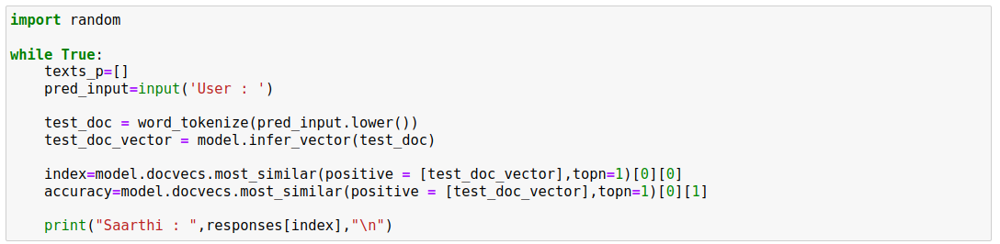 import random
while True:
    texts_p=[]
    pred_input=input('User : ')
    test_doc = word_tokenize(pred_input.lower())
    test_doc_vector = model.infer_vector(test_doc)
    index=model.docvecs.most_similar(positive = [test_doc_vector],topn=1)[0][0]
    accuracy=model.docvecs.most_similar(positive = [test_doc_vector],topn=1)[0][1]
    print("Saarthi : ",responses[index],"\n")